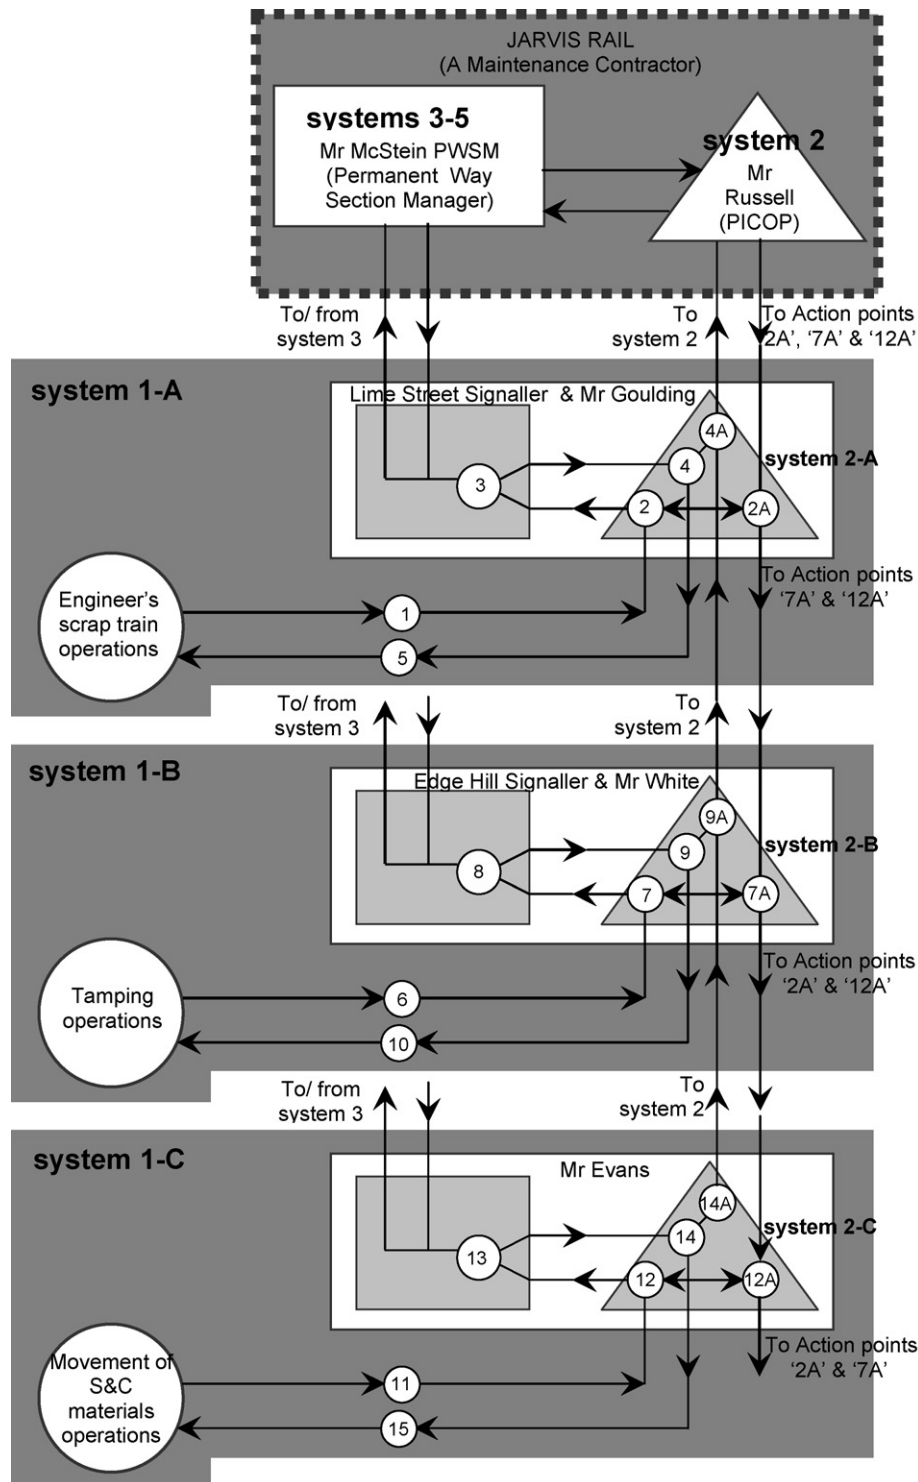 JARVIS RAIL
(A Maintenance Contractor)
systems 3-5
Mr McStein PWSM
(Permanent Way
Section Manager)
system 2
Mr
Russell
(PICOP)
To/ from
system 3
To
system 2
To Action points
‘2A’, ‘7A’ & ‘12A’
system 1-A
Lime Street Signaller & Mr Goulding
4A
4
system 2-A
3
2
2A
To Action points
‘7A’ & ‘12A’
Engineer’s
scrap train
operations
1
5
To/ from
system 3
To
system 2
system 1-B
Edge Hill Signaller & Mr White
9A
9
system 2-B
8
7
7A
To Action points
‘2A’ & ‘12A’
Tamping
operations
6
10
To/ from
system 3
To
system 2
system 1-C
Mr Evans
14A
14
system 2-C
13
12
12A
To Action points
‘2A’ & ‘7A’
Movement of
S&C
materials
operations
11
15